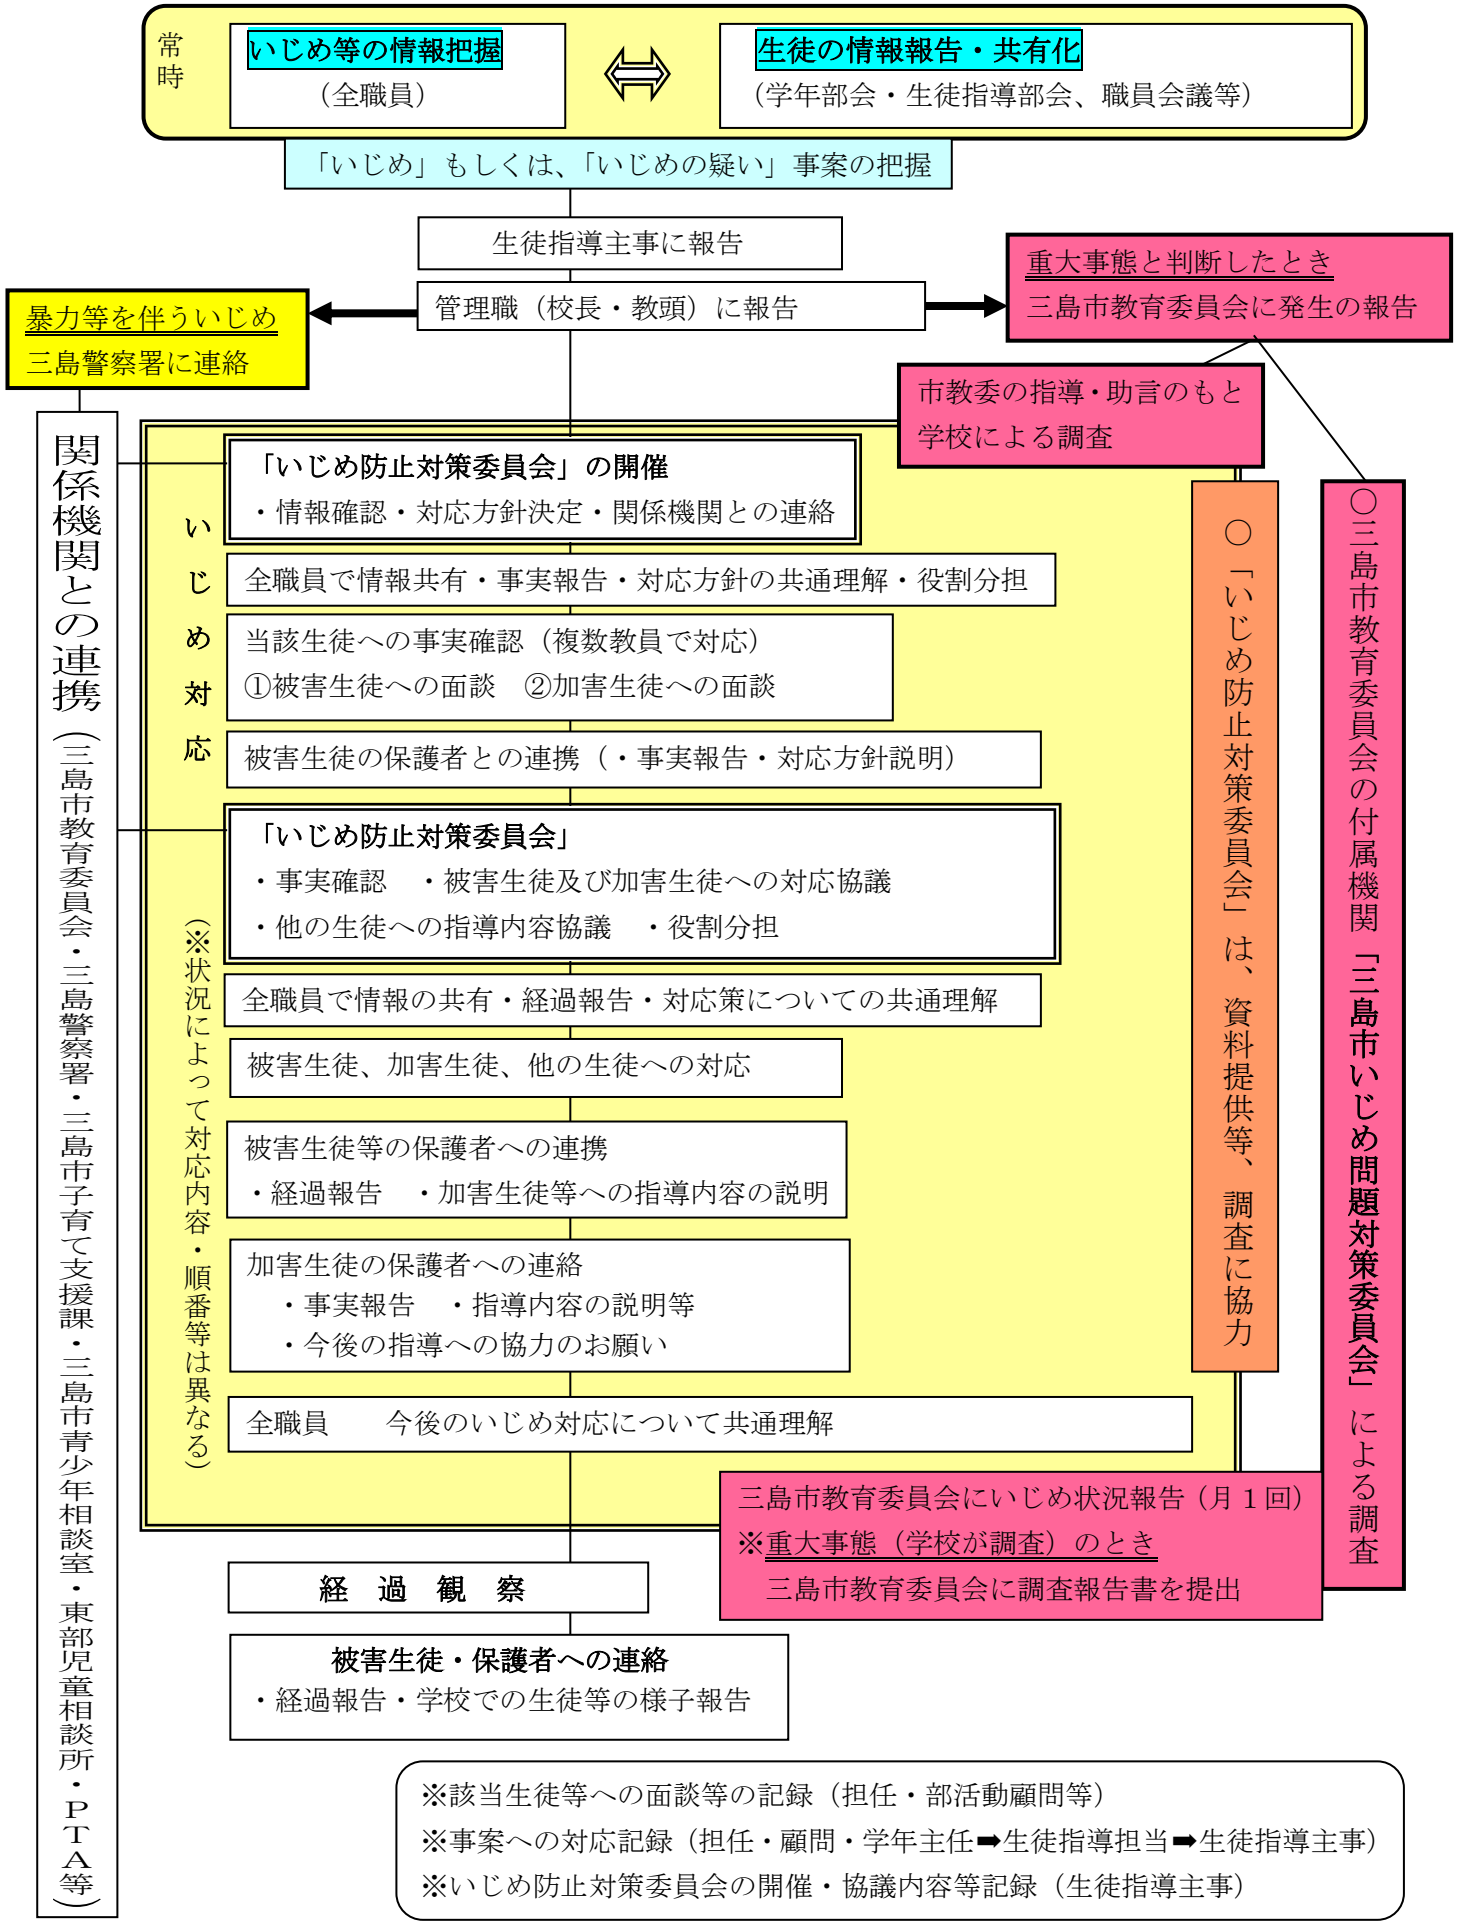 常時
いじめ等の情報把握
（全職員）
生徒の情報報告・共有化
（学年部会・生徒指導部会、職員会議等）
「いじめ」もしくは、「いじめの疑い」事案の把握
生徒指導主事に報告
管理職（校長・教頭）に報告
暴力等を伴ういじめ
三島警察署に連絡
重大事態と判断したとき
三島市教育委員会に発生の報告
市教委の指導・助言のもと
学校による調査
関係機関との連携（三島市教育委員会・三島警察署・三島市子育て支援課・三島市青少年相談室・東部児童相談所・ＰＴＡ等）
いじめ対応
（※状況によって対応内容・順番等は異なる）
「いじめ防止対策委員会」の開催
・情報確認・対応方針決定・関係機関との連絡
全職員で情報共有・事実報告・対応方針の共通理解・役割分担
当該生徒への事実確認（複数教員で対応）
①被害生徒への面談　②加害生徒への面談
被害生徒の保護者との連携（・事実報告・対応方針説明）
「いじめ防止対策委員会」
・事実確認　・被害生徒及び加害生徒への対応協議
・他の生徒への指導内容協議　・役割分担
全職員で情報の共有・経過報告・対応策についての共通理解
被害生徒、加害生徒、他の生徒への対応
被害生徒等の保護者への連携
・経過報告　・加害生徒等への指導内容の説明
加害生徒の保護者への連絡
・事実報告　・指導内容の説明等
・今後の指導への協力のお願い
全職員　　今後のいじめ対応について共通理解
○「いじめ防止対策委員会」は、資料提供等、調査に協力
○三島市教育委員会の付属機関「三島市いじめ問題対策委員会」による調査
三島市教育委員会にいじめ状況報告（月１回）
※重大事態（学校が調査）のとき
三島市教育委員会に調査報告書を提出
経　過　観　察
被害生徒・保護者への連絡
・経過報告・学校での生徒等の様子報告
※該当生徒等への面談等の記録（担任・部活動顧問等）
※事案への対応記録（担任・顧問・学年主任➡生徒指導担当➡生徒指導主事）
※いじめ防止対策委員会の開催・協議内容等記録（生徒指導主事）